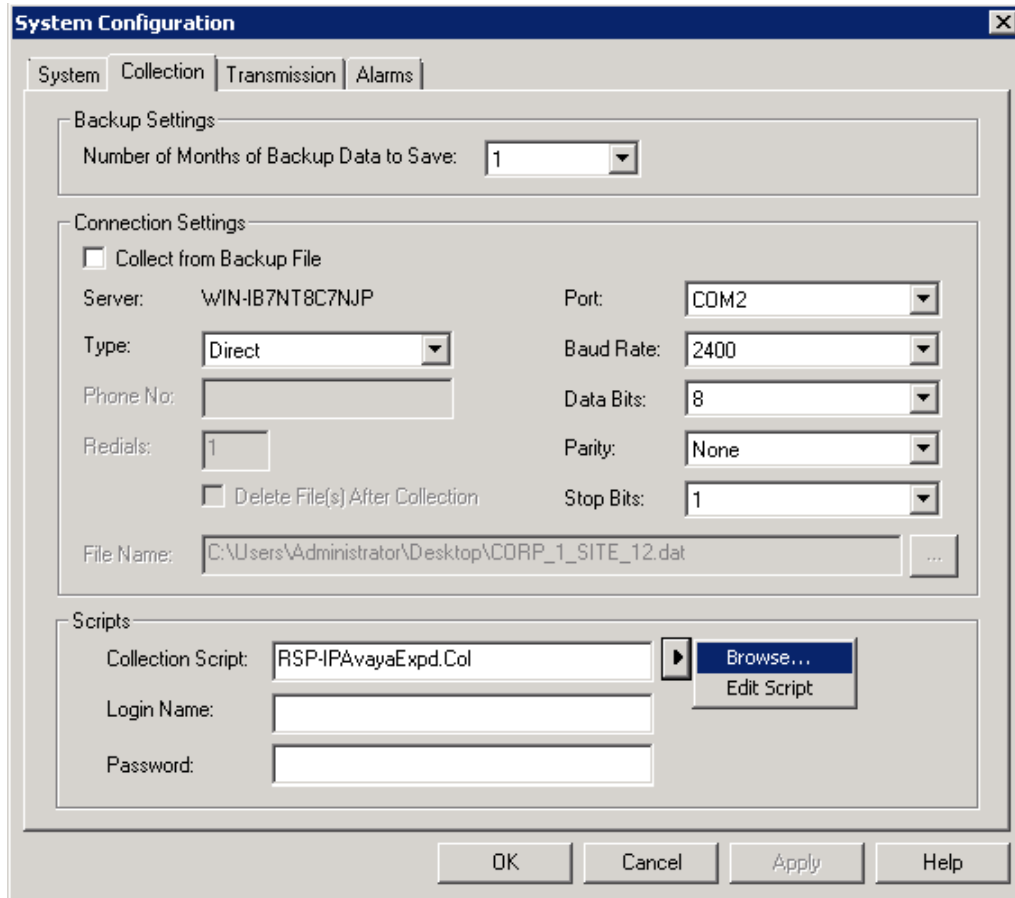 System Configuration
System Collection Transmission Alarms
Backup Settings
Number of Months of Backup Data to Save: 1
Connection Settings
Collect from Backup File
Server: WIN-IB7NT8C7NJP Port: COM2
Type: Direct Baud Rate: 2400
Phone No: Data Bits: 8
Redials: 1 Parity: None
Delete File(s) After Collection Stop Bits: 1
File Name: C:\Users\Administrator\Desktop\CORP_1_SITE_12.dat ...
Scripts
Collection Script: RSP-IPAvayaExpd.Col Browse...
Edit Script
Login Name:
Password:
OK Cancel Apply Help